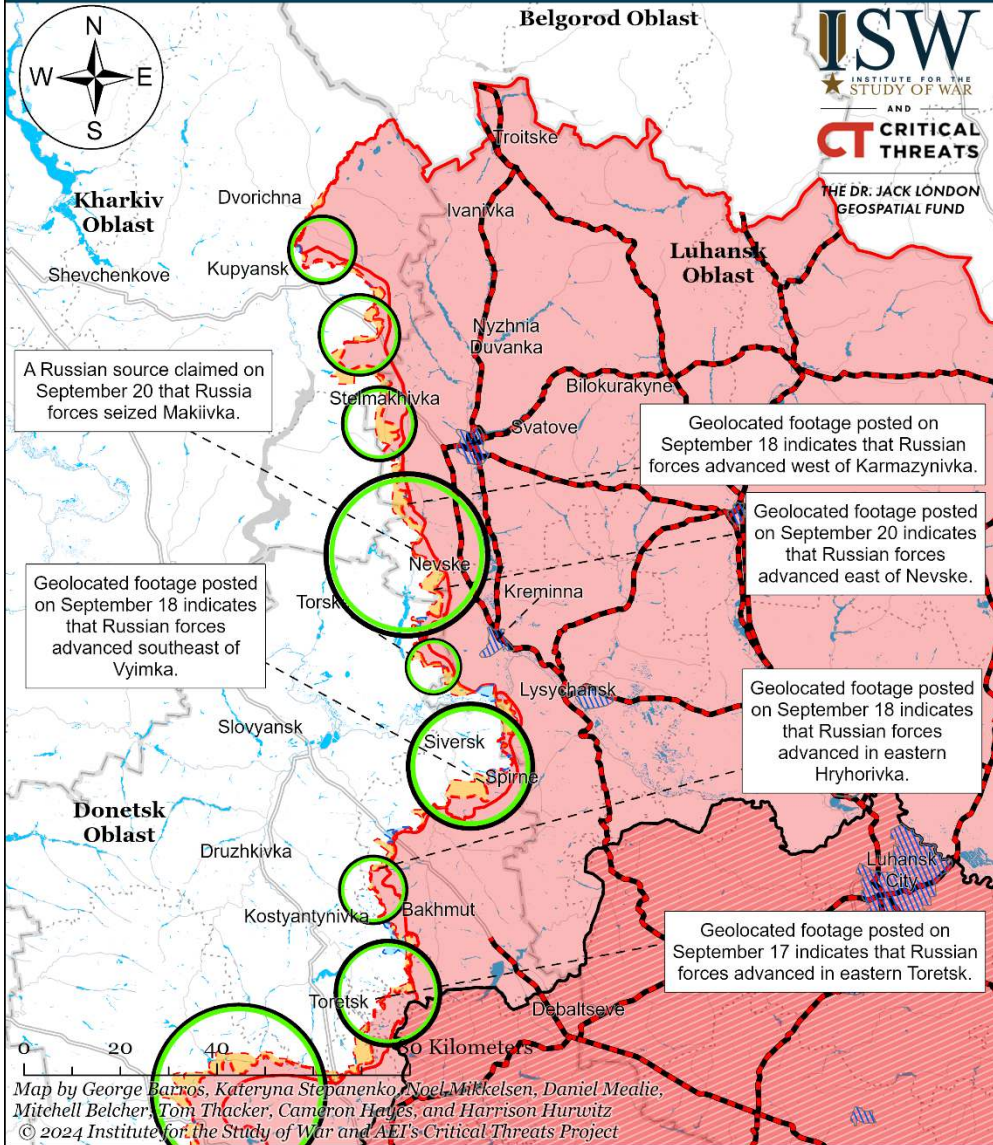 Belgorod Oblast
N
W
E
S
ISW
INSTITUTE FOR THE
STUDY OF WAR
AND
CT CRITICAL
THREATS
THE DR. JACK LONDON
GEOSPATIAL FUND
Troitske
Dvorichna
Kharkiv
Oblast
Ivanivka
Luhansk
Oblast
Shevchenkove
Kupyansk
Nyzhnia
Duvanka
A Russian source claimed on
September 20 that Russia
forces seized Makiivka.
Bilokurakyne
Stelmakhivka
Svatove
Geolocated footage posted on
September 18 indicates that Russian
forces advanced west of Karmazynivka.
Geolocated footage posted
on September 20 indicates
that Russian forces
advanced east of Nevske.
Nevske
Geolocated footage posted
on September 18 indicates
that Russian forces
advanced southeast of
Vyimka.
Torsk
Kreminna
Lysychansk
Geolocated footage posted
on September 18 indicates
that Russian forces
advanced in eastern
Hryhorivka.
Slovyansk
Siversk
Spirne
Donetsk
Oblast
Druzhkivka
Luhansk
City
Kostyantynivka
Bakhmut
Geolocated footage posted on
September 17 indicates that Russian
forces advanced in eastern Toretsk.
Toretsk
Debaltseve
0 20 40 80 Kilometers
Map by George Barros, Kateryna Stepanenko, Noel Mikkelsen, Daniel Mealie,
Mitchell Belcher, Tom Thacker, Cameron Hayes, and Harrison Hurwitz
© 2024 Institute for the Study of War and AEI's Critical Threats Project